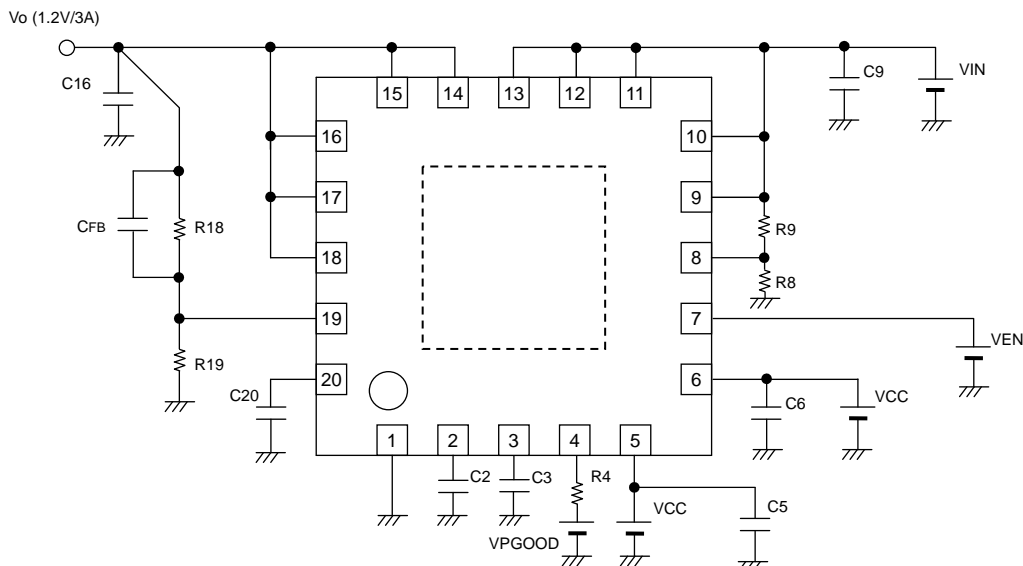 Vo (1.2V/3A)
C16
15
14
13
12
11
C9
VIN
16
10
17
9
CFB
R18
R9
18
8
R8
19
7
VEN
R19
20
6
C20
C6
VCC
1
2
3
4
5
C2
C3
R4
VCC
C5
VPGOOD